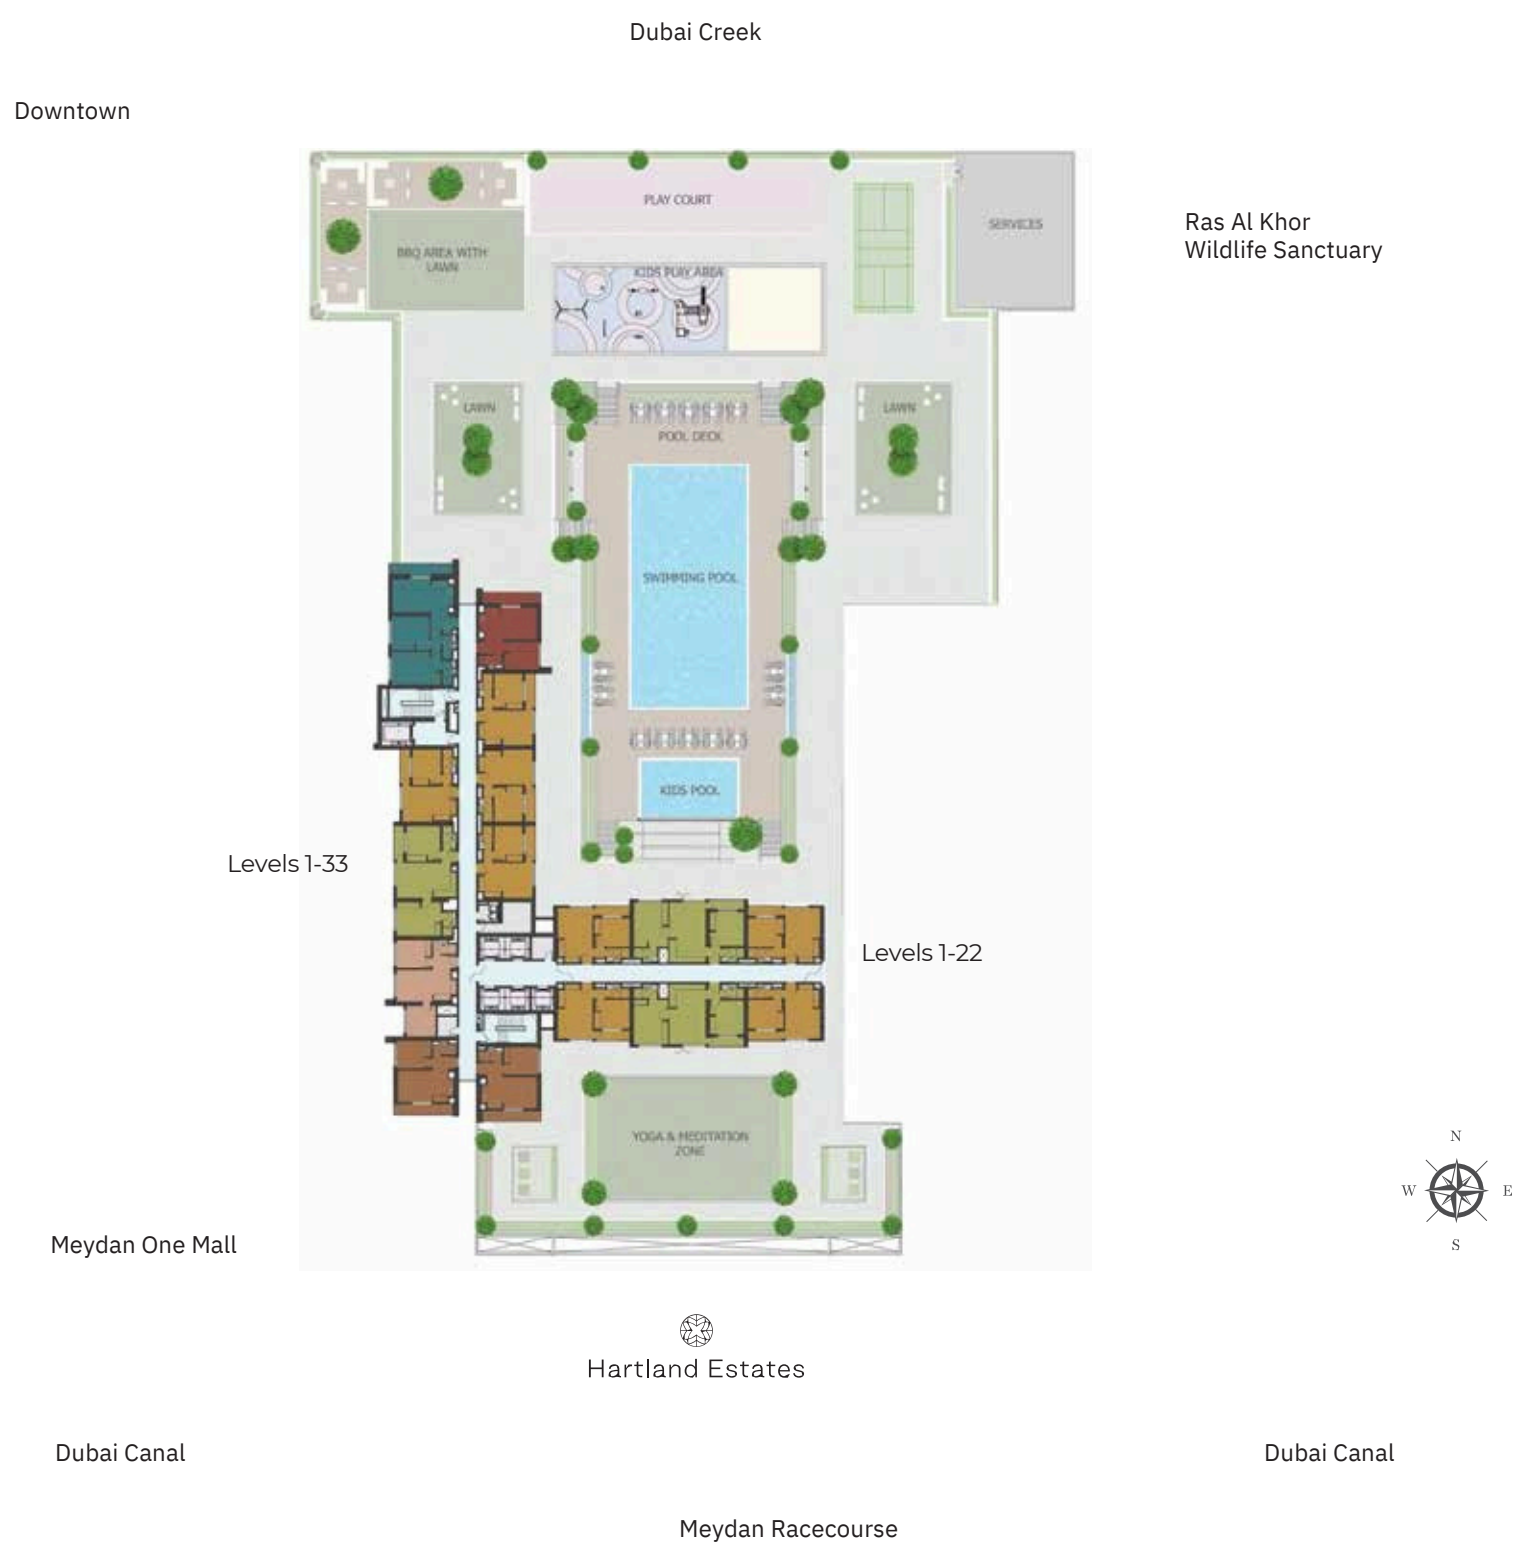 Dubai Creek
Downtown
PLAY COURT
SERVICES
Ras Al Khor
Wildlife Sanctuary
BBQ AREA WITH
LAWN
KIDS PLAY AREA
LAWN
LAWN
POOL DECK
SWIMMING POOL
KIDS POOL
Levels 1-33
Levels 1-22
YOGA & MEDITATION
ZONE
N
W
E
S
Meydan One Mall
Hartland Estates
Dubai Canal
Dubai Canal
Meydan Racecourse